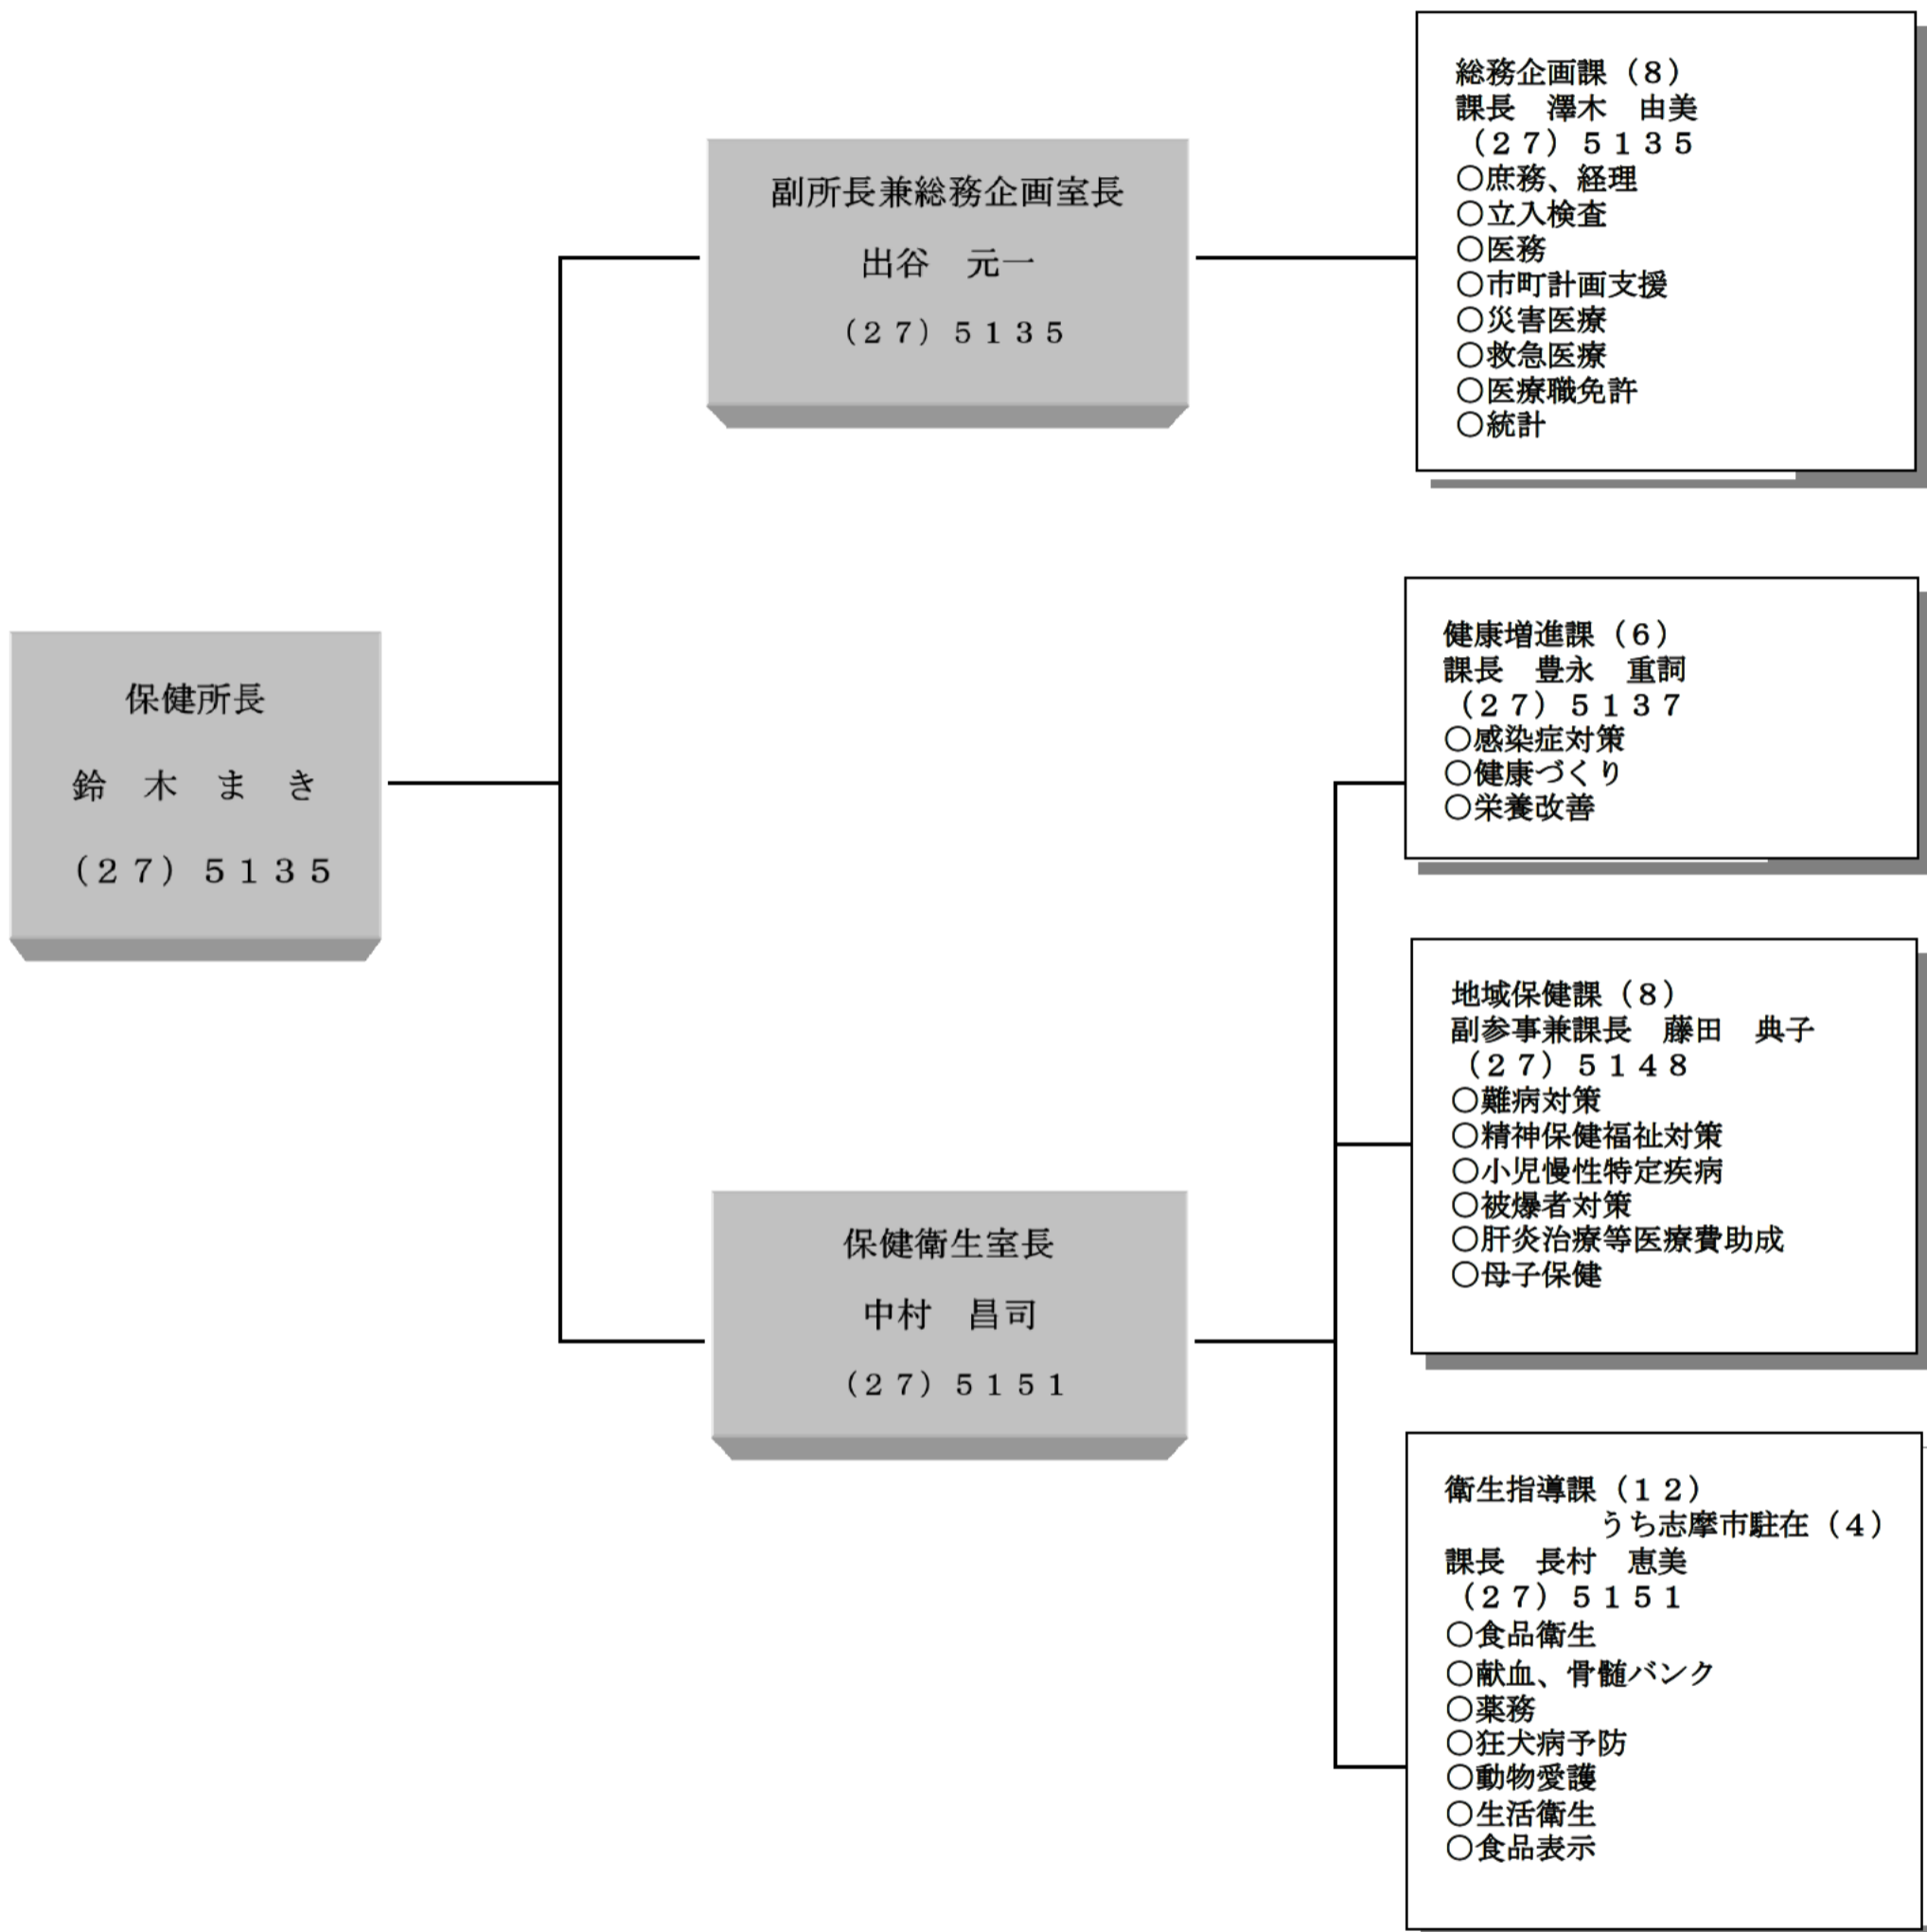 保健所長
鈴　木　ま　き
（２７）５１３５
副所長兼総務企画室長
出谷　元一
（２７）５１３５
保健衛生室長
中村　昌司
（２７）５１５１
総務企画課（８）
課長　澤木　由美
（２７）５１３５
○庶務、経理
○立入検査
○医務
○市町計画支援
○災害医療
○救急医療
○医療職免許
○統計
健康増進課（６）
課長　豊永　重詞
（２７）５１３７
○感染症対策
○健康づくり
○栄養改善
地域保健課（８）
副参事兼課長　藤田　典子
（２７）５１４８
○難病対策
○精神保健福祉対策
○小児慢性特定疾病
○被爆者対策
○肝炎治療等医療費助成
○母子保健
衛生指導課（１２）
うち志摩市駐在（４）
課長　長村　恵美
（２７）５１５１
○食品衛生
○献血、骨髄バンク
○薬務
○狂犬病予防
○動物愛護
○生活衛生
○食品表示